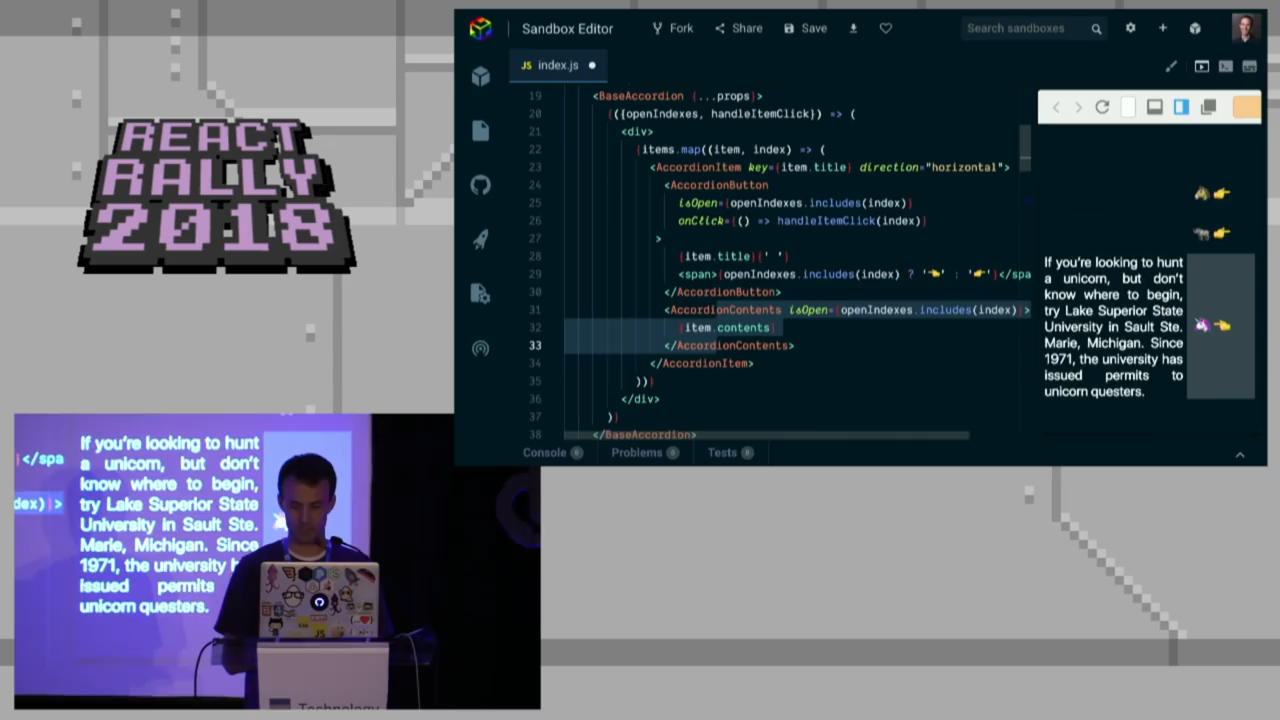 REACT
RALLY
2018
Sandbox Editor
Fork
Share
Save
Search sandboxes
JS index.js
19 <BaseAccordion {...props}>
20 {({openIndexes, handleItemClick}) => (
21 <div>
22 {items.map((item, index) => (
23 <AccordionItem key={item.title} direction="horizontal">
24 <AccordionButton
25 isOpen={openIndexes.includes(index)}
26 onClick={() => handleItemClick(index)}
27 >
28 {item.title}{' '}
29 <span>{openIndexes.includes(index) ? '👈' : '👉'}</spa
30 </AccordionButton>
31 <AccordionContents isOpen={openIndexes.includes(index)}>
32 {item.contents}
33 </AccordionContents>
34 </AccordionItem>
35 ))}
36 </div>
37 )}
38 </BaseAccordion>
Console 0
Problems 0
Tests 0
If you're looking to hunt
a unicorn, but don't
know where to begin,
try Lake Superior State
University in Sault Ste.
Marie, Michigan. Since
1971, the university has
issued permits to
unicorn questers.
}</spa
dex)}>
If you're looking to hunt
a unicorn, but don't
know where to begin,
try Lake Superior State
University in Sault Ste.
Marie, Michigan. Since
1971, the university h
issued permits
unicorn questers.
JS
Technology